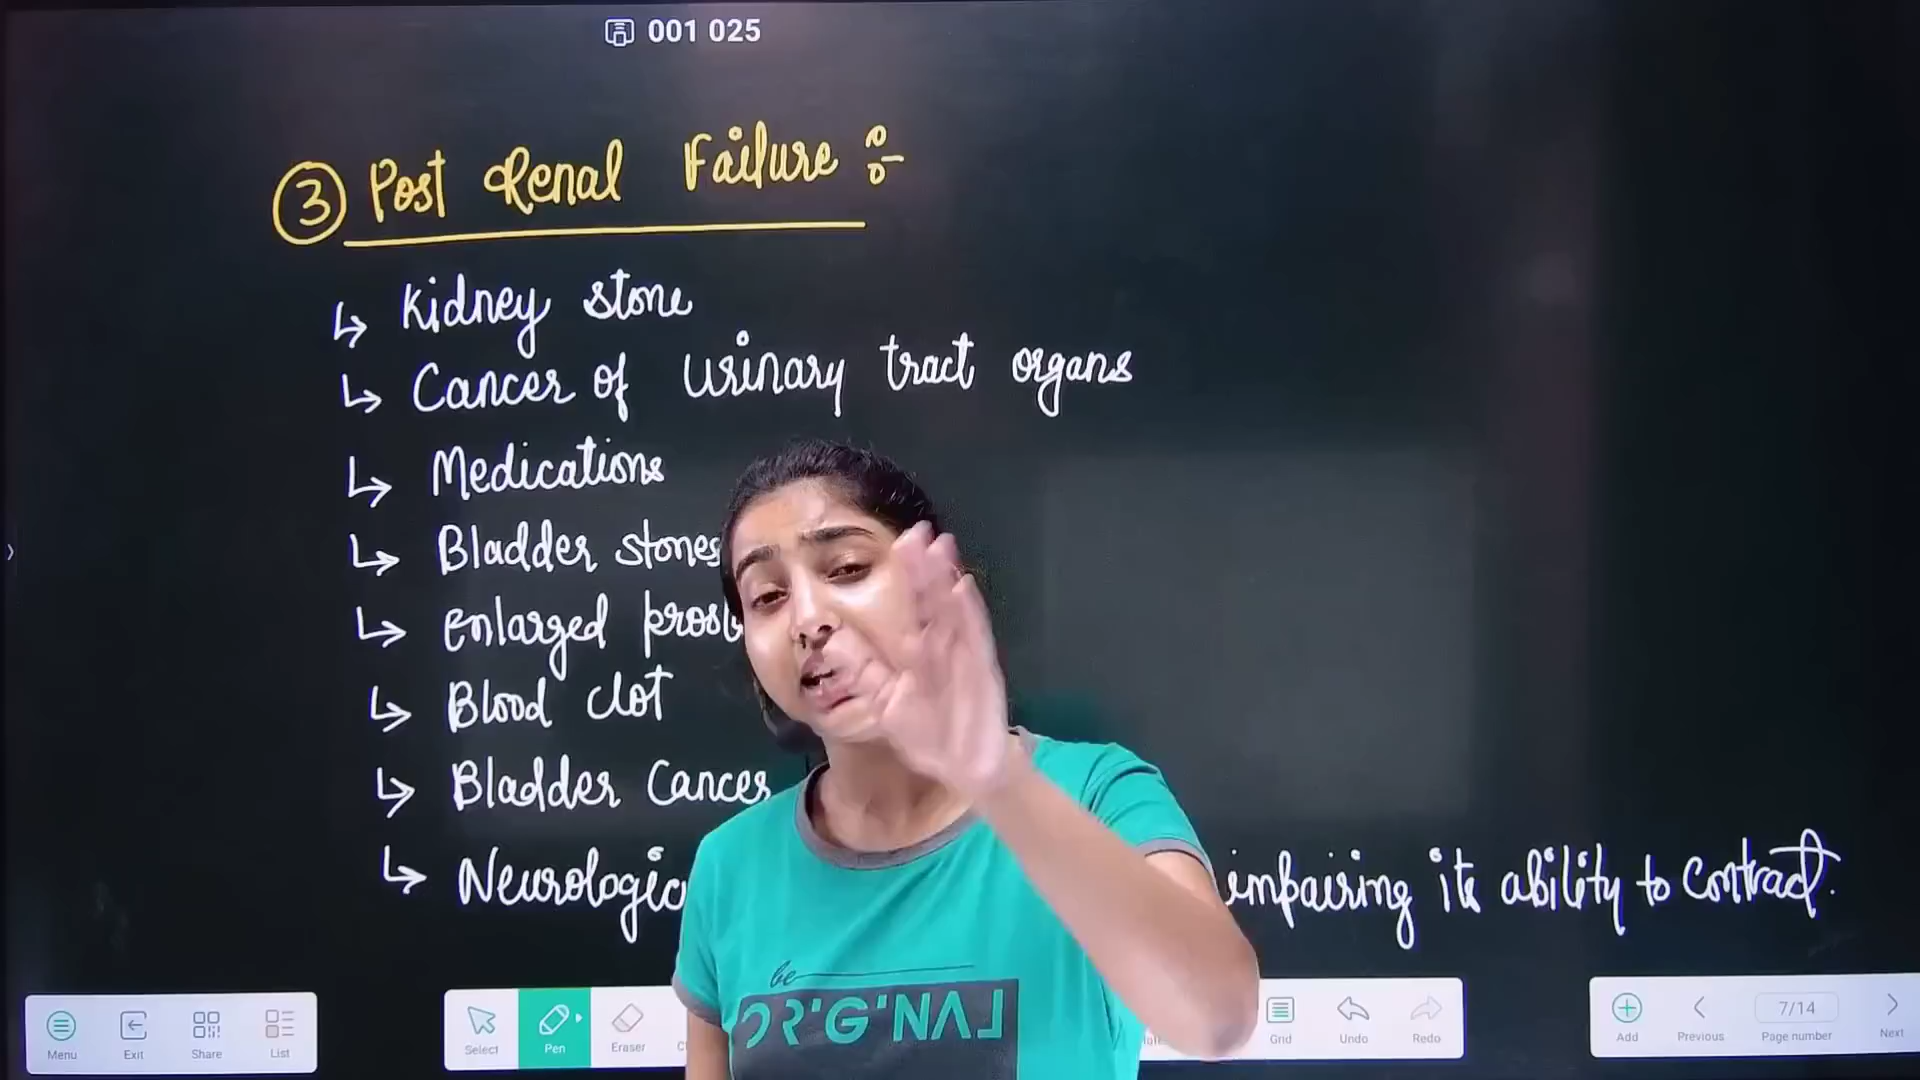 001 025
3 Post Renal Failure :-
↳ Kidney stone
↳ Cancer of urinary tract organs
↳ Medications
↳ Bladder stones
↳ enlarged
↳ Blood clot
↳ Bladder Cancer
↳ impairing its ability to contract.
be
ORIGINAL
Menu Exit Share List Select Pen Eraser Undo Redo Add Previous 7/14 Page number Next